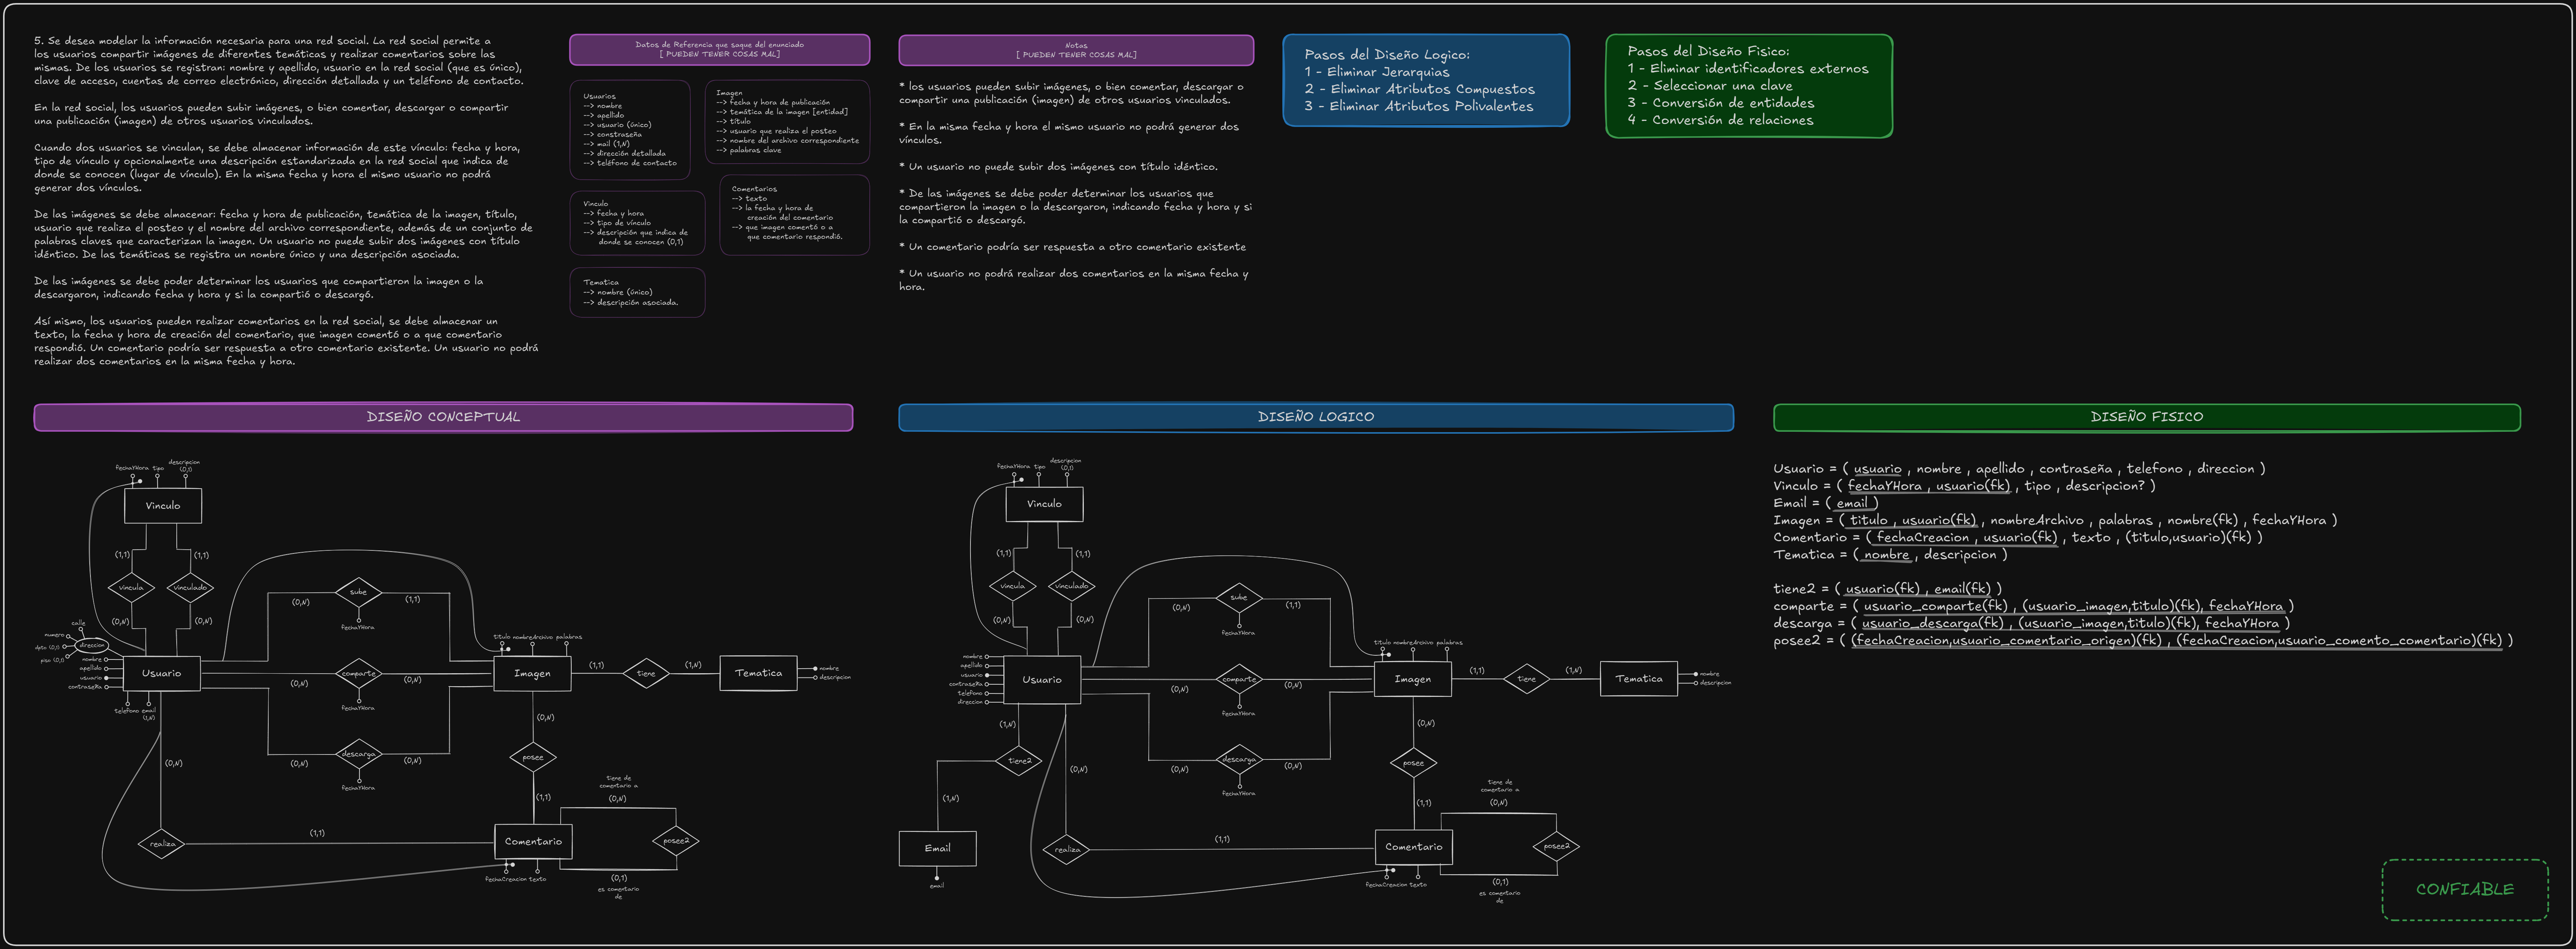 5. Se desea modelar la información necesaria para una red social. La red social permite a
los usuarios compartir imágenes de diferentes temáticas y realizar comentarios sobre las
mismas. De los usuarios se registran: nombre y apellido, usuario en la red social (que es único),
clave de acceso, cuentas de correo electrónico, dirección detallada y un teléfono de contacto.
En la red social, los usuarios pueden subir imágenes, o bien comentar, descargar o compartir
una publicación (imagen) de otros usuarios vinculados.
Cuando dos usuarios se vinculan, se debe almacenar información de este vínculo: fecha y hora,
tipo de vínculo y opcionalmente una descripción estandarizada en la red social que indica de
donde se conocen (lugar de vínculo). En la misma fecha y hora el mismo usuario no podrá
generar dos vínculos.
De las imágenes se debe almacenar: fecha y hora de publicación, temática de la imagen, título,
usuario que realiza el posteo y el nombre del archivo correspondiente, además de un conjunto de
palabras claves que caracterizan la imagen. Un usuario no puede subir dos imágenes con título
idéntico. De las temáticas se registra un nombre único y una descripción asociada.
De las imágenes se debe poder determinar los usuarios que compartieron la imagen o la
descargaron, indicando fecha y hora y si la compartió o descargó.
Así mismo, los usuarios pueden realizar comentarios en la red social, se debe almacenar un
texto, la fecha y hora de creación del comentario, que imagen comentó o a que comentario
respondió. Un comentario podría ser respuesta a otro comentario existente. Un usuario no podrá
realizar dos comentarios en la misma fecha y hora.
Datos de Referencia que saque del enunciado
[ PUEDEN TENER COSAS MAL]
Usuarios
--> nombre
--> apellido
--> usuario (único)
--> constraseña
--> mail (1,N)
--> dirección detallada
--> teléfono de contacto
Imagen
--> fecha y hora de publicación
--> temática de la imagen [entidad]
--> título
--> usuario que realiza el posteo
--> nombre del archivo correspondiente
--> palabras clave
Vinculo
--> fecha y hora
--> tipo de vínculo
--> descripción que indica de
donde se conocen (0,1)
Comentarios
--> texto
--> la fecha y hora de
creación del comentario
--> que imagen comentó o a
que comentario respondió.
Tematica
--> nombre (único)
--> descripción asociada.
Notas
[ PUEDEN TENER COSAS MAL]
* los usuarios pueden subir imágenes, o bien comentar, descargar o
compartir una publicación (imagen) de otros usuarios vinculados.
* En la misma fecha y hora el mismo usuario no podrá generar dos
vínculos.
* Un usuario no puede subir dos imágenes con título idéntico.
* De las imágenes se debe poder determinar los usuarios que
compartieron la imagen o la descargaron, indicando fecha y hora y si
la compartió o descargó.
* Un comentario podría ser respuesta a otro comentario existente
* Un usuario no podrá realizar dos comentarios en la misma fecha y
hora.
Pasos del Diseño Logico:
1 - Eliminar Jerarquias
2 - Eliminar Atributos Compuestos
3 - Eliminar Atributos Polivalentes
Pasos del Diseño Fisico:
1 - Eliminar identificadores externos
2 - Seleccionar una clave
3 - Conversión de entidades
4 - Conversión de relaciones
DISEÑO CONCEPTUAL
fechaYHora tipo descripcion
(0,1)
Vinculo
(1,1) (1,1)
vincula vinculado
(0,N) (0,N)
calle
numero
dpto (0,1) direccion
piso (0,1)
nombre
apellido
usuario
contraseña
Usuario
telefono email
(1,N)
(0,N) sube (1,1)
fechaYHora
comparte
(0,N) (0,N)
fechaYHora
descarga
(0,N) (0,N)
fechaYHora
titulo nombreArchivo palabras
Imagen
(1,1) tiene (1,N)
Tematica
nombre
descripcion
(0,N)
posee
(1,1)
(0,N)
realiza
(1,1)
Comentario
fechaCreacion texto
tiene de
comentario a
(0,N)
posee2
(0,1)
es comentario
de
DISEÑO LOGICO
fechaYHora tipo descripcion
(0,1)
Vinculo
(1,1) (1,1)
vincula vinculado
(0,N) (0,N)
nombre
apellido
usuario
contraseña
telefono
direccion
Usuario
(0,N) sube (1,1)
fechaYHora
comparte
(0,N) (0,N)
fechaYHora
descarga
(0,N) (0,N)
fechaYHora
titulo nombreArchivo palabras
Imagen
(1,1) tiene (1,N)
Tematica
nombre
descripcion
(1,N)
tiene2
(1,N)
Email
email
(0,N)
realiza
(1,1)
(0,N)
posee
(1,1)
Comentario
fechaCreacion texto
tiene de
comentario a
(0,N)
posee2
(0,1)
es comentario
de
DISEÑO FISICO
Usuario = ( usuario , nombre , apellido , contraseña , telefono , direccion )
Vinculo = ( fechaYHora , usuario(fk) , tipo , descripcion? )
Email = ( email )
Imagen = ( titulo , usuario(fk) , nombreArchivo , palabras , nombre(fk) , fechaYHora )
Comentario = ( fechaCreacion , usuario(fk) , texto , (titulo,usuario)(fk) )
Tematica = ( nombre , descripcion )
tiene2 = ( usuario(fk) , email(fk) )
comparte = ( usuario_comparte(fk) , (usuario_imagen,titulo)(fk), fechaYHora )
descarga = ( usuario_descarga(fk) , (usuario_imagen,titulo)(fk), fechaYHora )
posee2 = ( (fechaCreacion,usuario_comentario_origen)(fk) , (fechaCreacion,usuario_comento_comentario)(fk) )
CONFIABLE